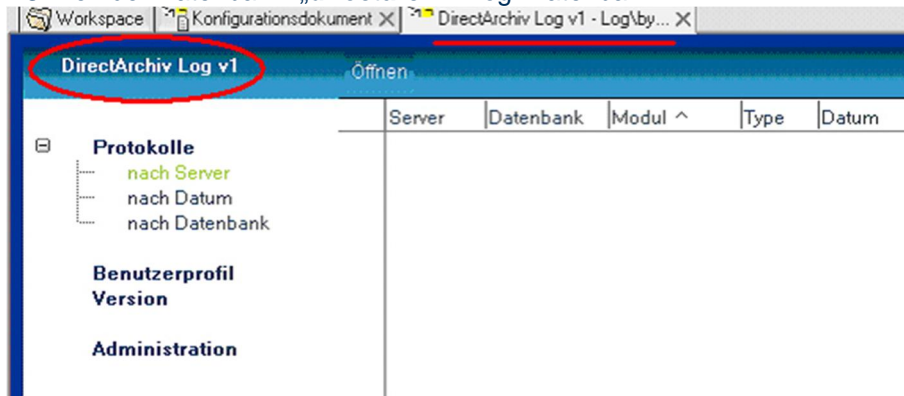 Workspace Konfigurationsdokument DirectArchiv Log v1 - Log\by...
DirectArchiv Log v1
Öffnen
Server Datenbank Modul Type Datum
Protokolle
nach Server
nach Datum
nach Datenbank
Benutzerprofil
Version
Administration